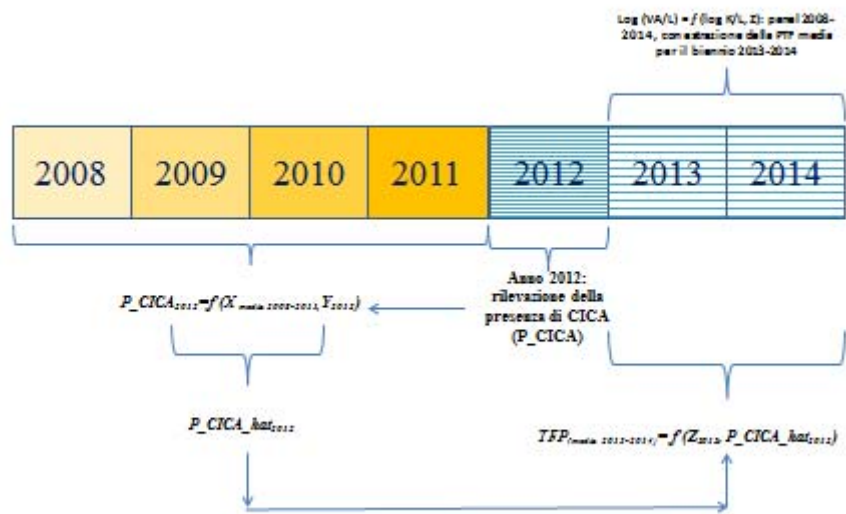 Log (VA/L) = f (log K/L, Z): panel 2008-
2014, con estrazione della PTF media
per il biennio 2013-2014
2008 2009 2010 2011 2012 2013 2014
Anno 2012:
rilevazione della
presenza di CICA
(P_CICA)
P_CICA2012=f(X media 2008-2011, Y2012)
P_CICA_hat2012
TFP(media 2013-2014)= f (Z2012, P_CICA_hat2012)